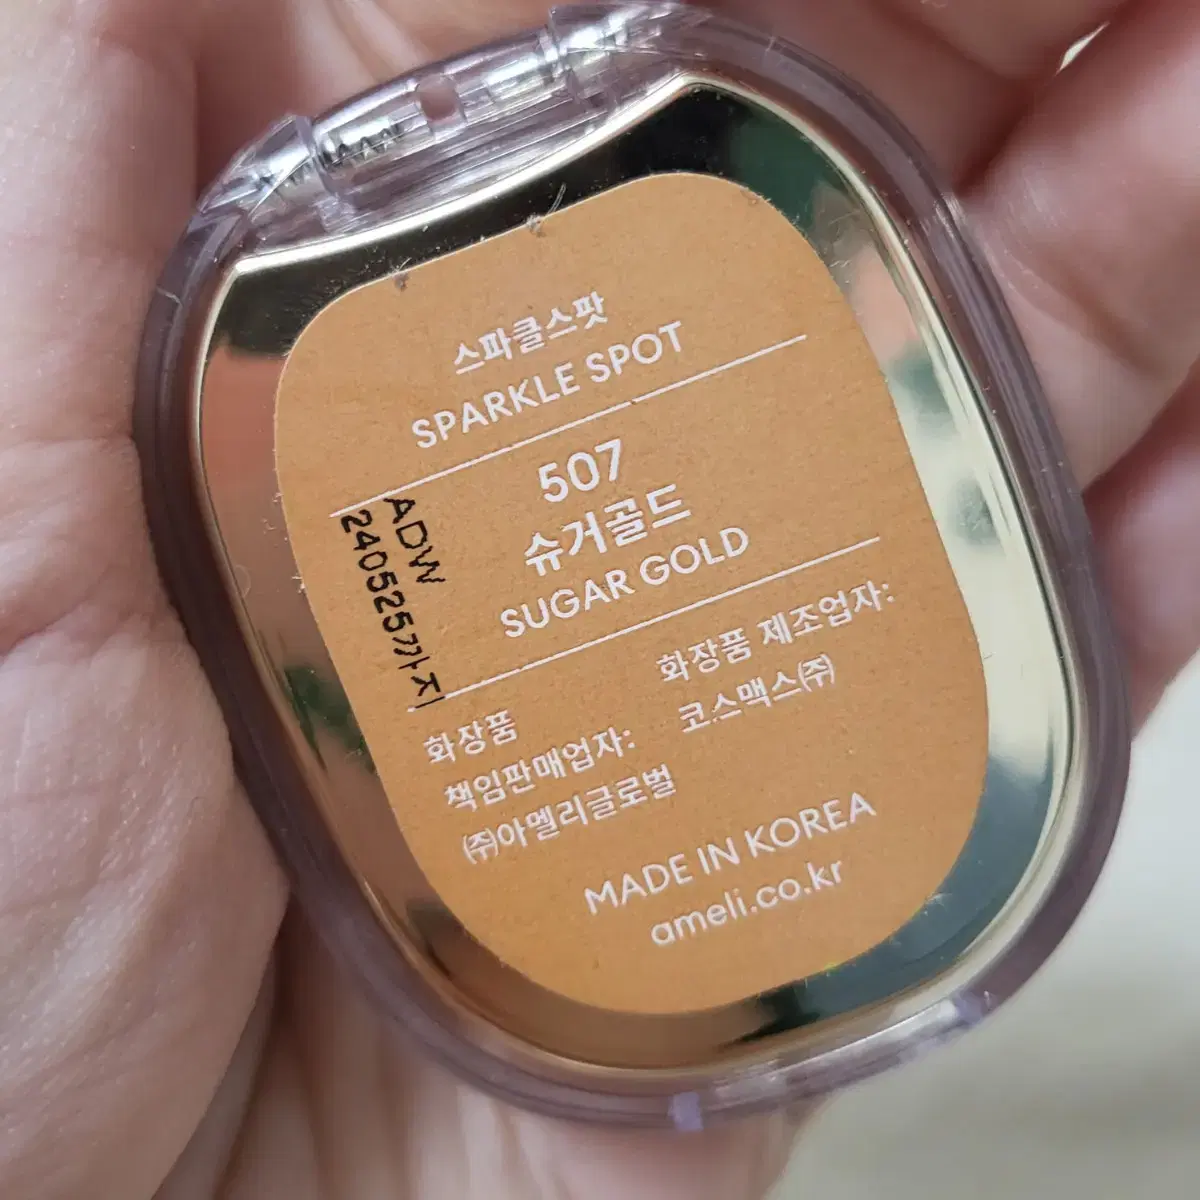 스파클스팟
SPARKLE SPOT
507
슈거골드
SUGAR GOLD
ADW
240525까지
화장품
책임판매업자:
㈜아멜리글로벌
화장품 제조업자:
코스맥스㈜
MADE IN KOREA
ameli.co.kr